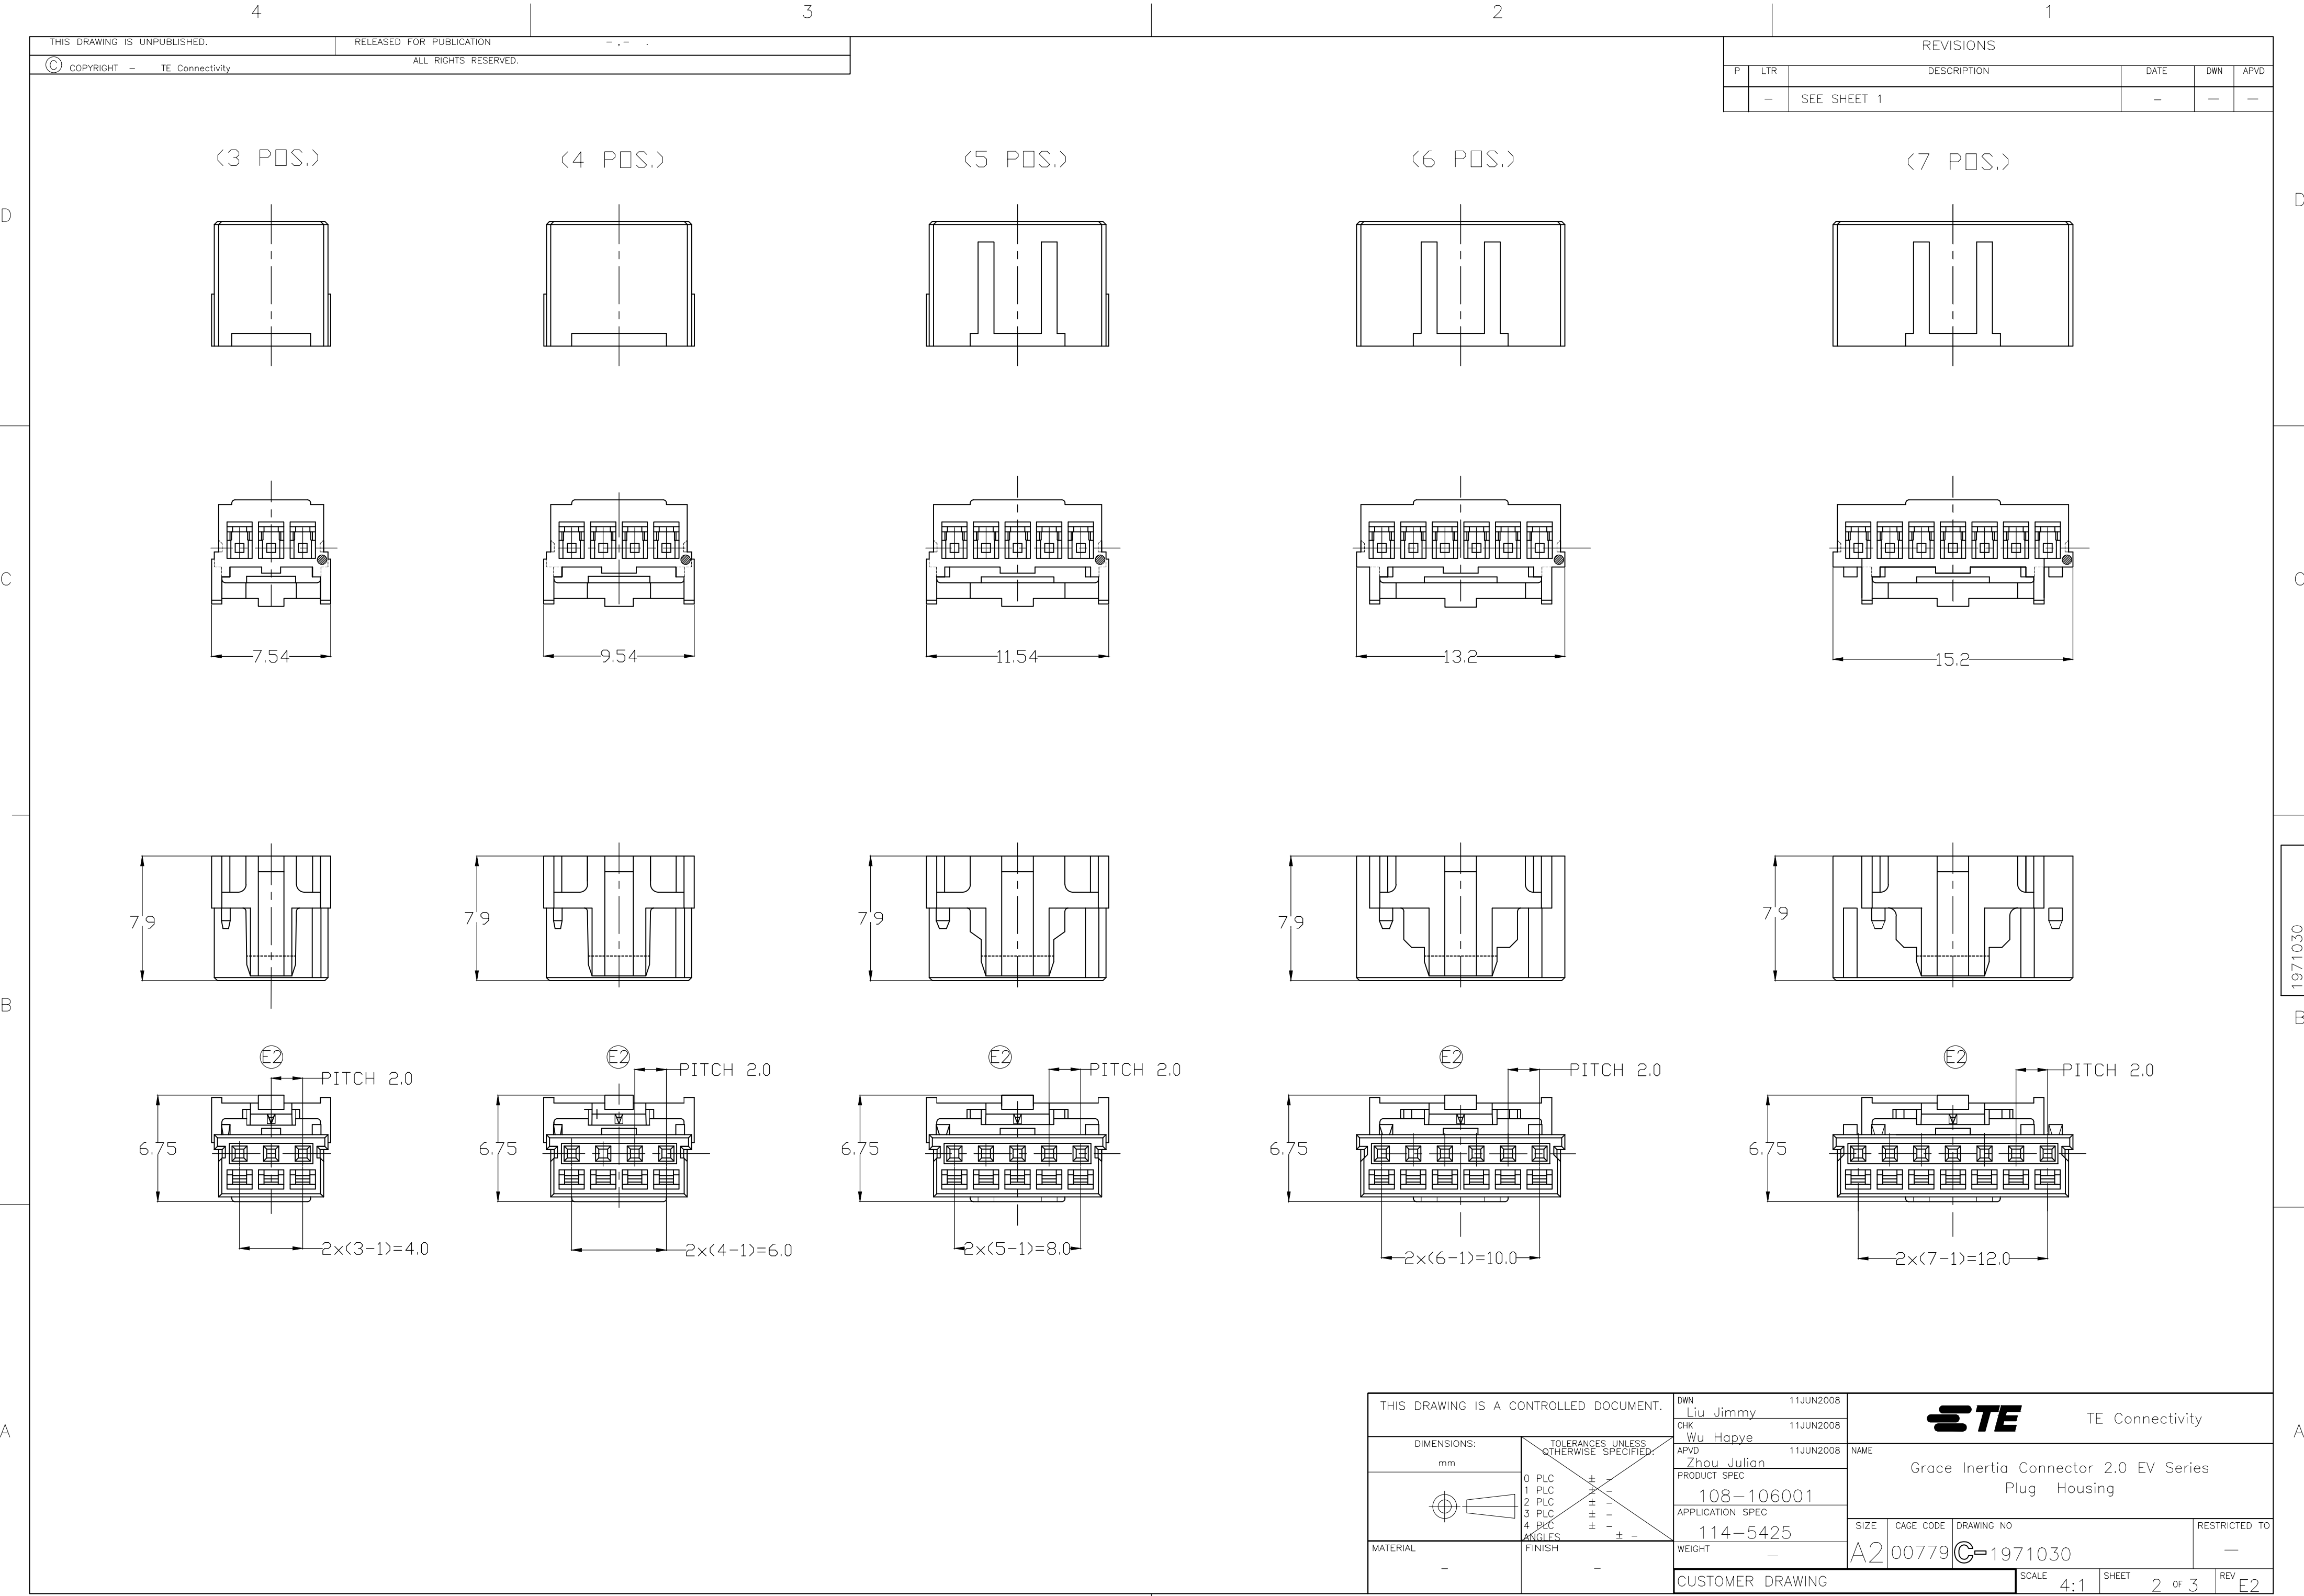 4 3 2 1
THIS DRAWING IS UNPUBLISHED. RELEASED FOR PUBLICATION - ,- .
© COPYRIGHT - TE Connectivity ALL RIGHTS RESERVED.
REVISIONS
P LTR DESCRIPTION DATE DWN APVD
- SEE SHEET 1 - - -
(3 POS.) (4 POS.) (5 POS.) (6 POS.) (7 POS.)
D D
C C
7.54 9.54 11.54 13.2 15.2
7.9 7.9 7.9 7.9 7.9
1971030
B B
E2 E2 E2 E2 E2
PITCH 2.0 PITCH 2.0 PITCH 2.0 PITCH 2.0 PITCH 2.0
6.75 6.75 6.75 6.75 6.75
2x(3-1)=4.0 2x(4-1)=6.0 2x(5-1)=8.0 2x(6-1)=10.0 2x(7-1)=12.0
A A
THIS DRAWING IS A CONTROLLED DOCUMENT.
DIMENSIONS:
mm
TOLERANCES UNLESS
OTHERWISE SPECIFIED:
0 PLC ± -
1 PLC ± -
2 PLC ± -
3 PLC ± -
4 PLC ± -
ANGLES ± -
MATERIAL
-
FINISH
-
DWN 11JUN2008
Liu Jimmy
CHK 11JUN2008
Wu Hapye
APVD 11JUN2008
Zhou Julian
PRODUCT SPEC
108-106001
APPLICATION SPEC
114-5425
WEIGHT -
CUSTOMER DRAWING
TE TE Connectivity
NAME
Grace Inertia Connector 2.0 EV Series
Plug Housing
SIZE CAGE CODE DRAWING NO RESTRICTED TO
A2 00779 C-1971030 -
SCALE 4:1 SHEET 2 OF 3 REV E2